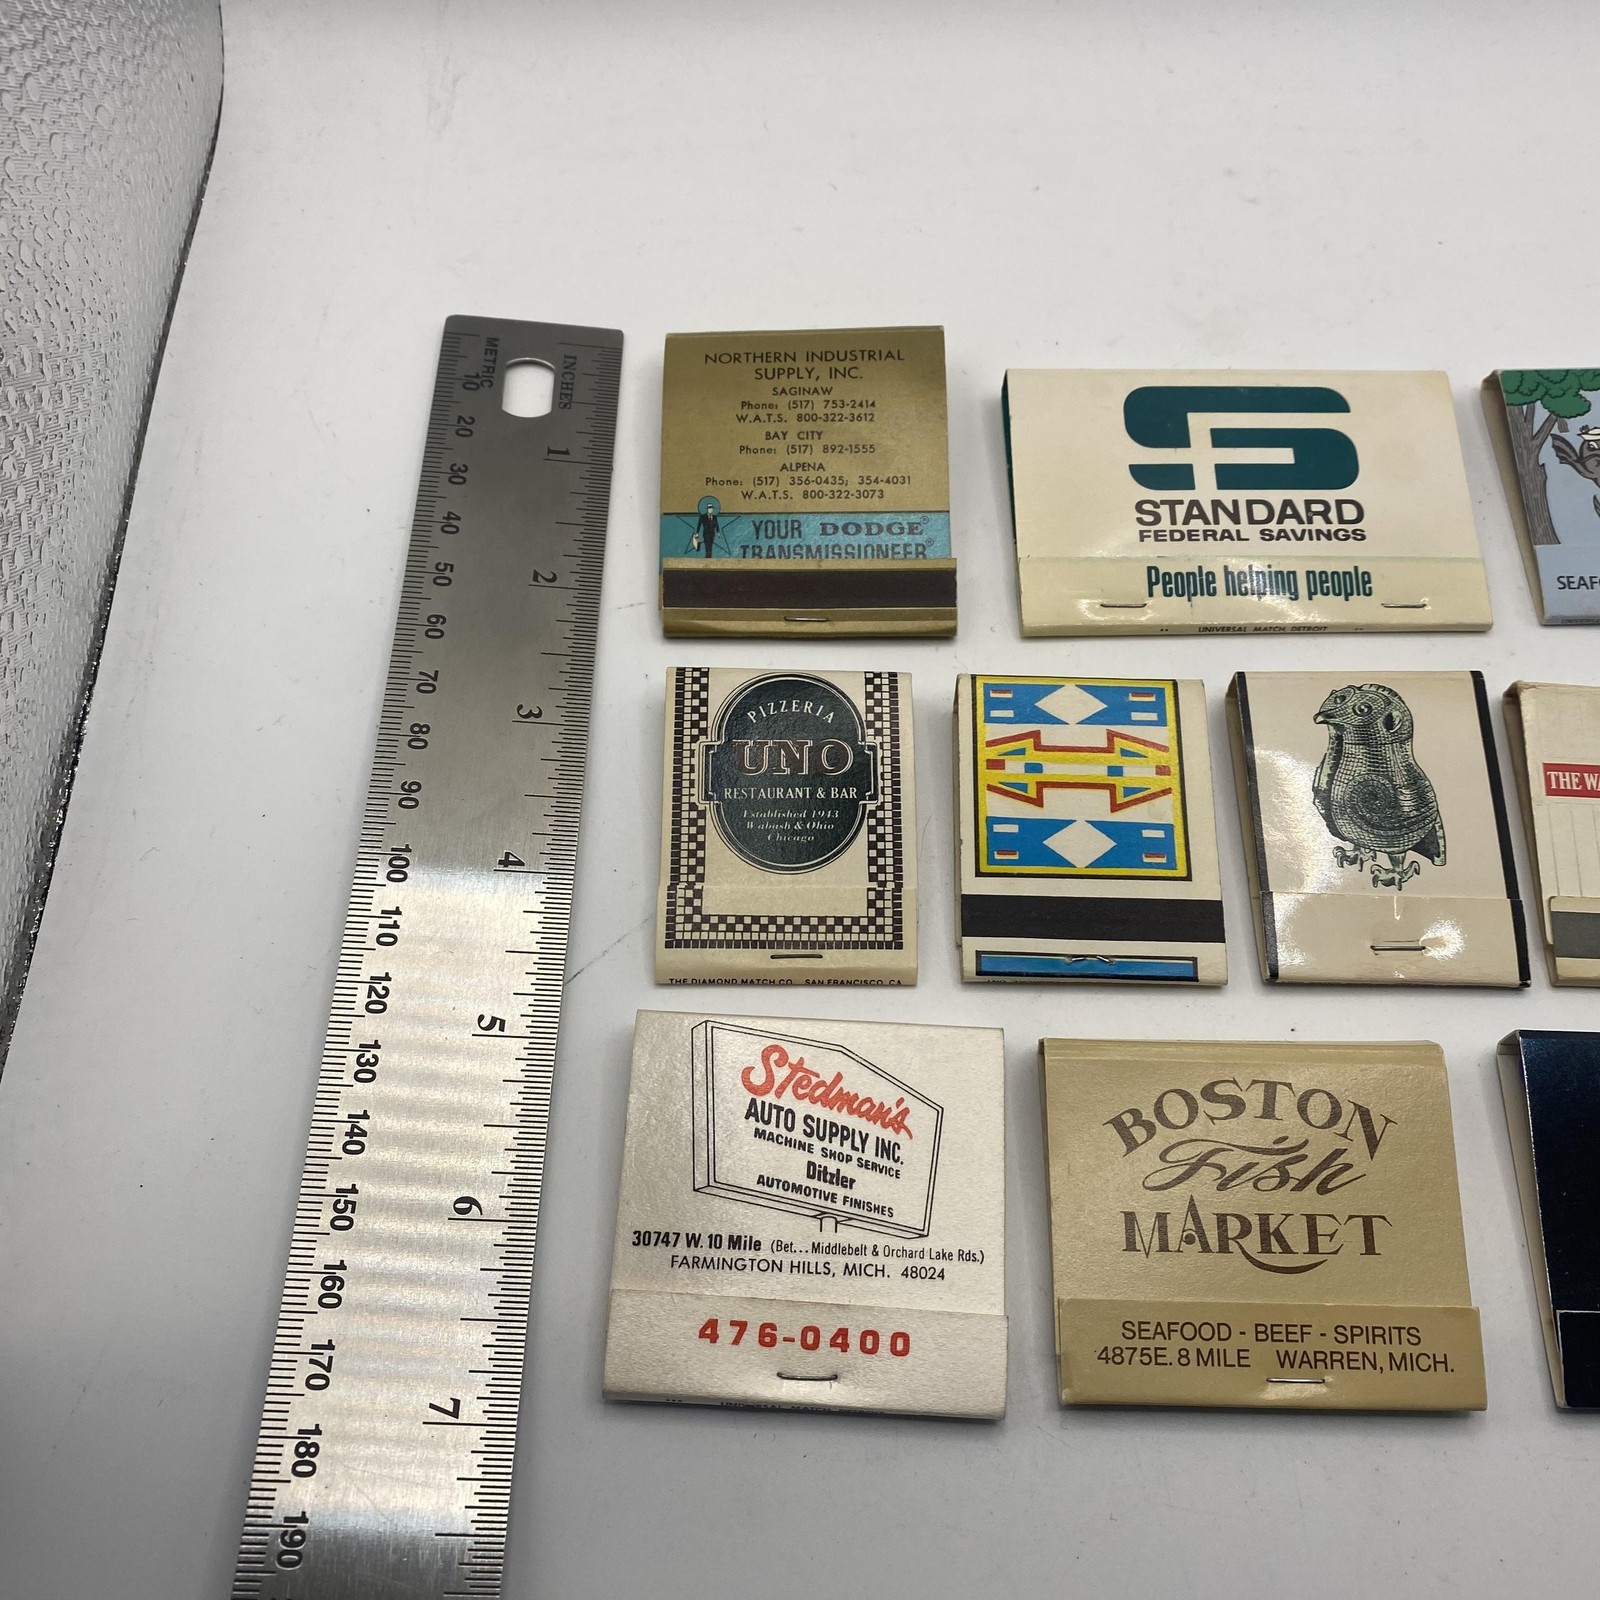 METRIC
INCHES
10
20
30
40
50
60
70
80
90
100
110
120
130
140
150
160
170
180
190
1
2
3
4
5
6
7
NORTHERN INDUSTRIAL
SUPPLY, INC.
SAGINAW
Phone: (517) 753-2414
W.A.T.S. 800-322-3612
BAY CITY
Phone: (517) 892-1555
ALPENA
Phone: (517) 356-0435; 354-4031
W.A.T.S. 800-322-3073
YOUR DODGE®
TRANSMISSIONEER®
STANDARD
FEDERAL SAVINGS
People helping people
UNIVERSAL MATCH, DETROIT
SEAFO
PIZZERIA
UNO
RESTAURANT & BAR
Established 1943
Wabash & Ohio
Chicago
THE DIAMOND MATCH CO. SAN FRANCISCO, CA
THE WA
Stedman's
AUTO SUPPLY INC.
MACHINE SHOP SERVICE
Ditzler
AUTOMOTIVE FINISHES
30747 W. 10 Mile (Bet... Middlebelt & Orchard Lake Rds.)
FARMINGTON HILLS, MICH. 48024
476-0400
BOSTON
Fish
MARKET
SEAFOOD - BEEF - SPIRITS
4875E. 8 MILE WARREN, MICH.